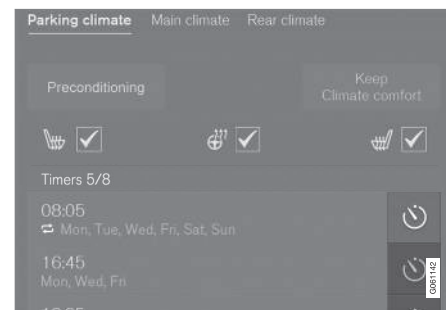 Parking climate Main climate Rear climate
Preconditioning
Keep
Climate comfort
Timers 5/8
08:05
Mon, Tue, Wed, Fri, Sat, Sun
16:45
Mon, Wed, Fri
G061142